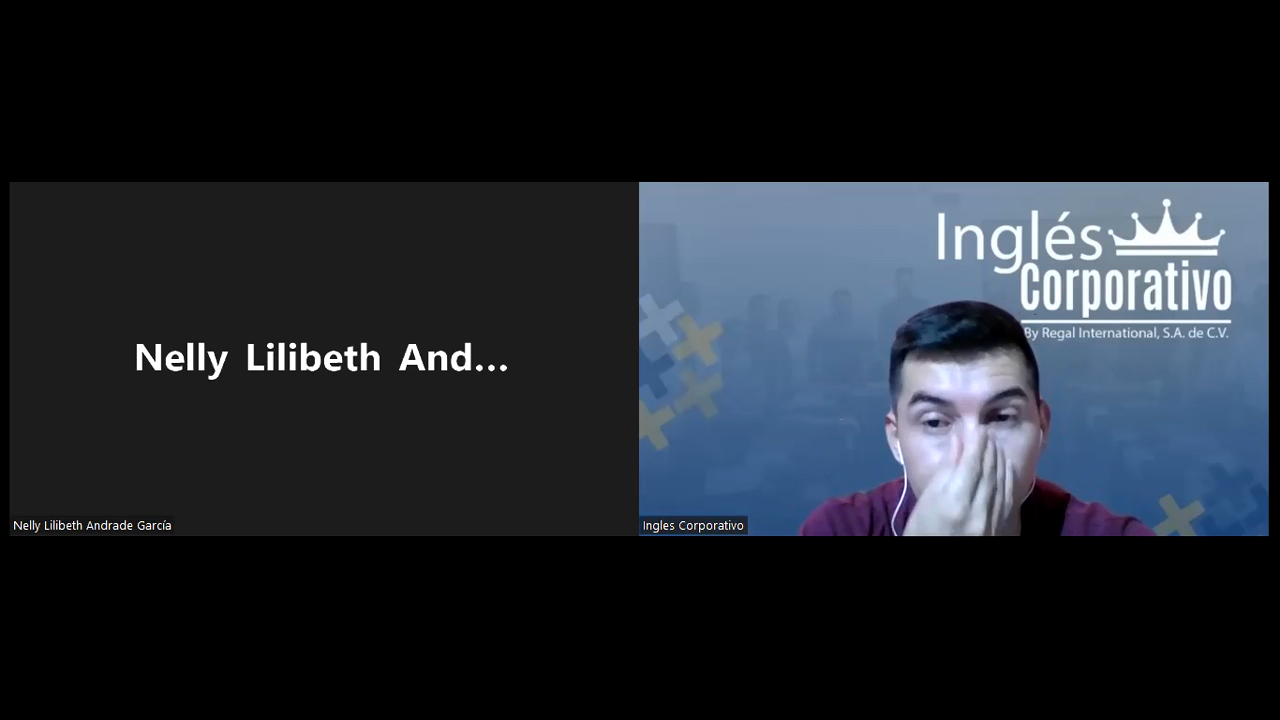 Nelly Lilibeth And...
Nelly Lilibeth Andrade García
Inglés
Corporativo
By Regal International, S.A. de C.V.
Ingles Corporativo